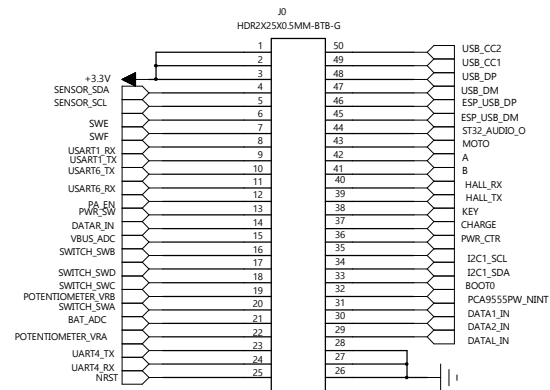 J0
HDR2X25X0.5MM-BTB-G
1 50 USB_CC2
2 49 USB_CC1
+3.3V 3 48 USB_DP
SENSOR_SDA 4 47 USB_DM
SENSOR_SCL 5 46 ESP_USB_DP
6 45 ESP_USB_DM
SWE 7 44 ST32_AUDIO_O
SWF 8 43 MOTO
USART1_RX 9 42 A
USART1_TX 10 41 B
USART6_TX 11 40 HALL_RX
USART6_RX 12 39 HALL_TX
PA_EN 13 38 KEY
PWR_SW 14 37 CHARGE
DATAR_IN 15 36 PWR_CTR
VBUS_ADC 16 35
SWITCH_SWB 17 34 I2C1_SCL
SWITCH_SWD 18 33 I2C1_SDA
SWITCH_SWC 19 32 BOOT0
POTENTIOMETER_VRB 20 31 PCA9555PW_NINT
SWITCH_SWA 21 30 DATA1_IN
BAT_ADC 22 29 DATA2_IN
POTENTIOMETER_VRA 23 28 DATAL_IN
UART4_TX 24 27
UART4_RX 25 26
NRST